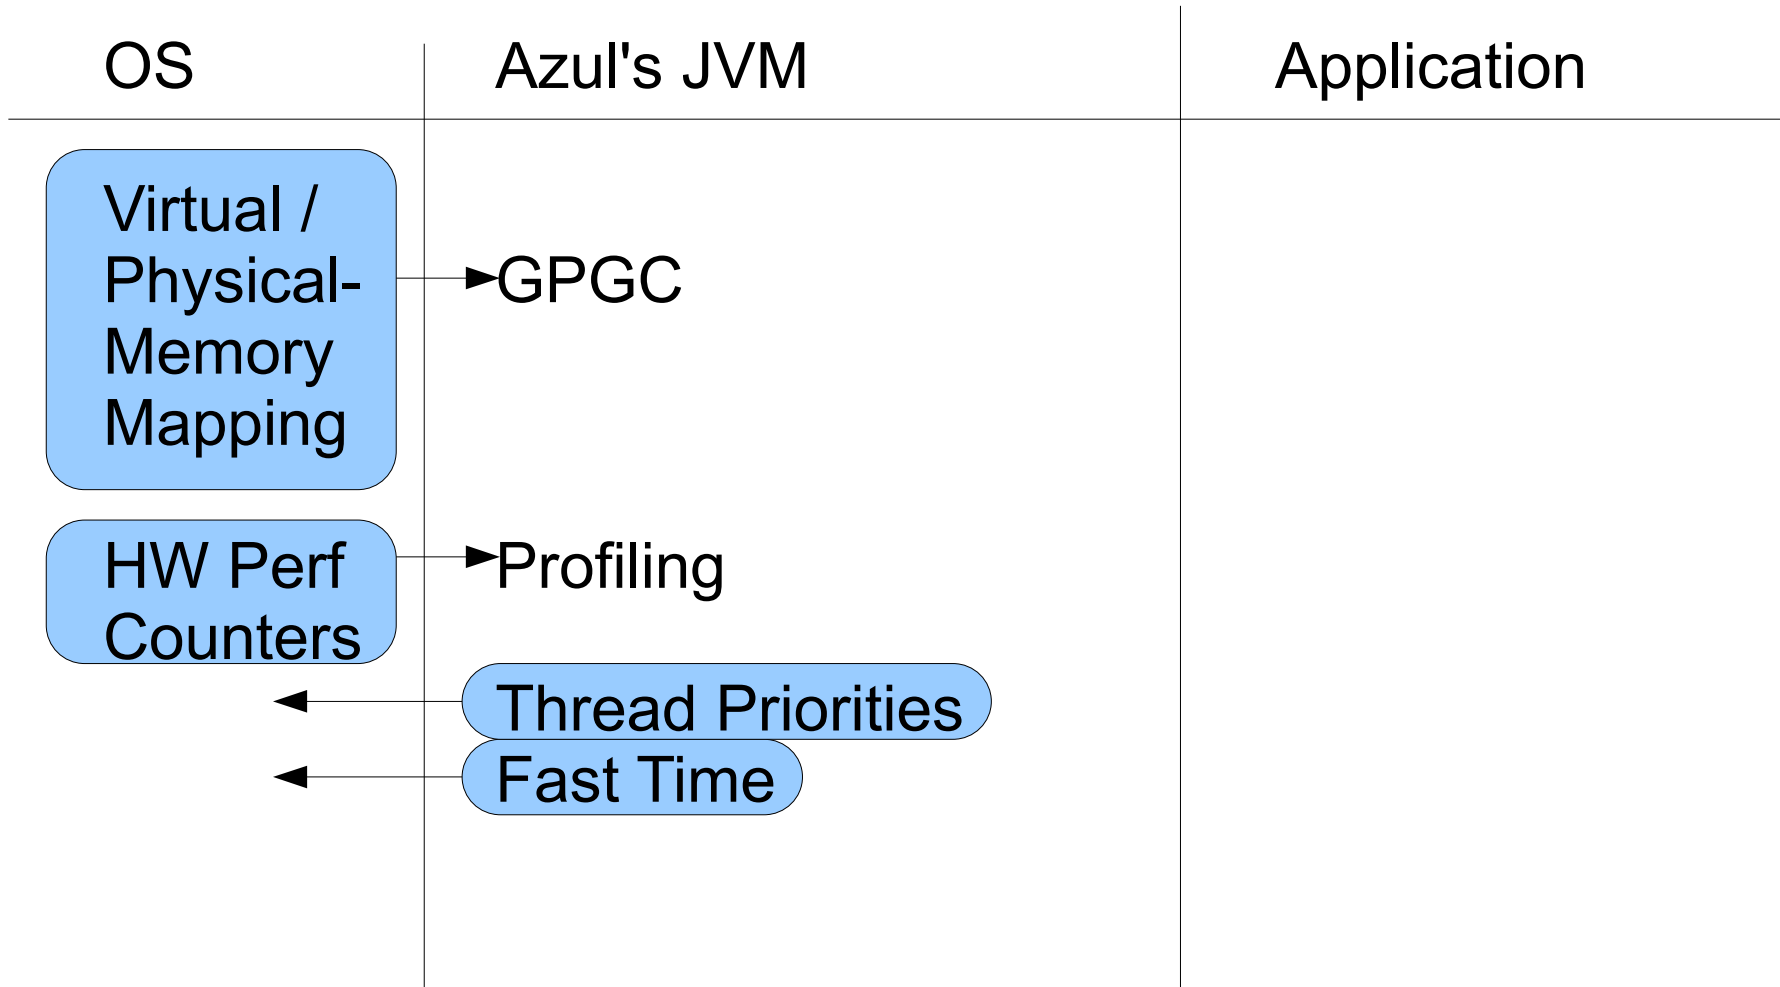 OS
Azul's JVM
Application
Virtual /
Physical-
Memory
Mapping
GPGC
HW Perf
Counters
Profiling
Thread Priorities
Fast Time